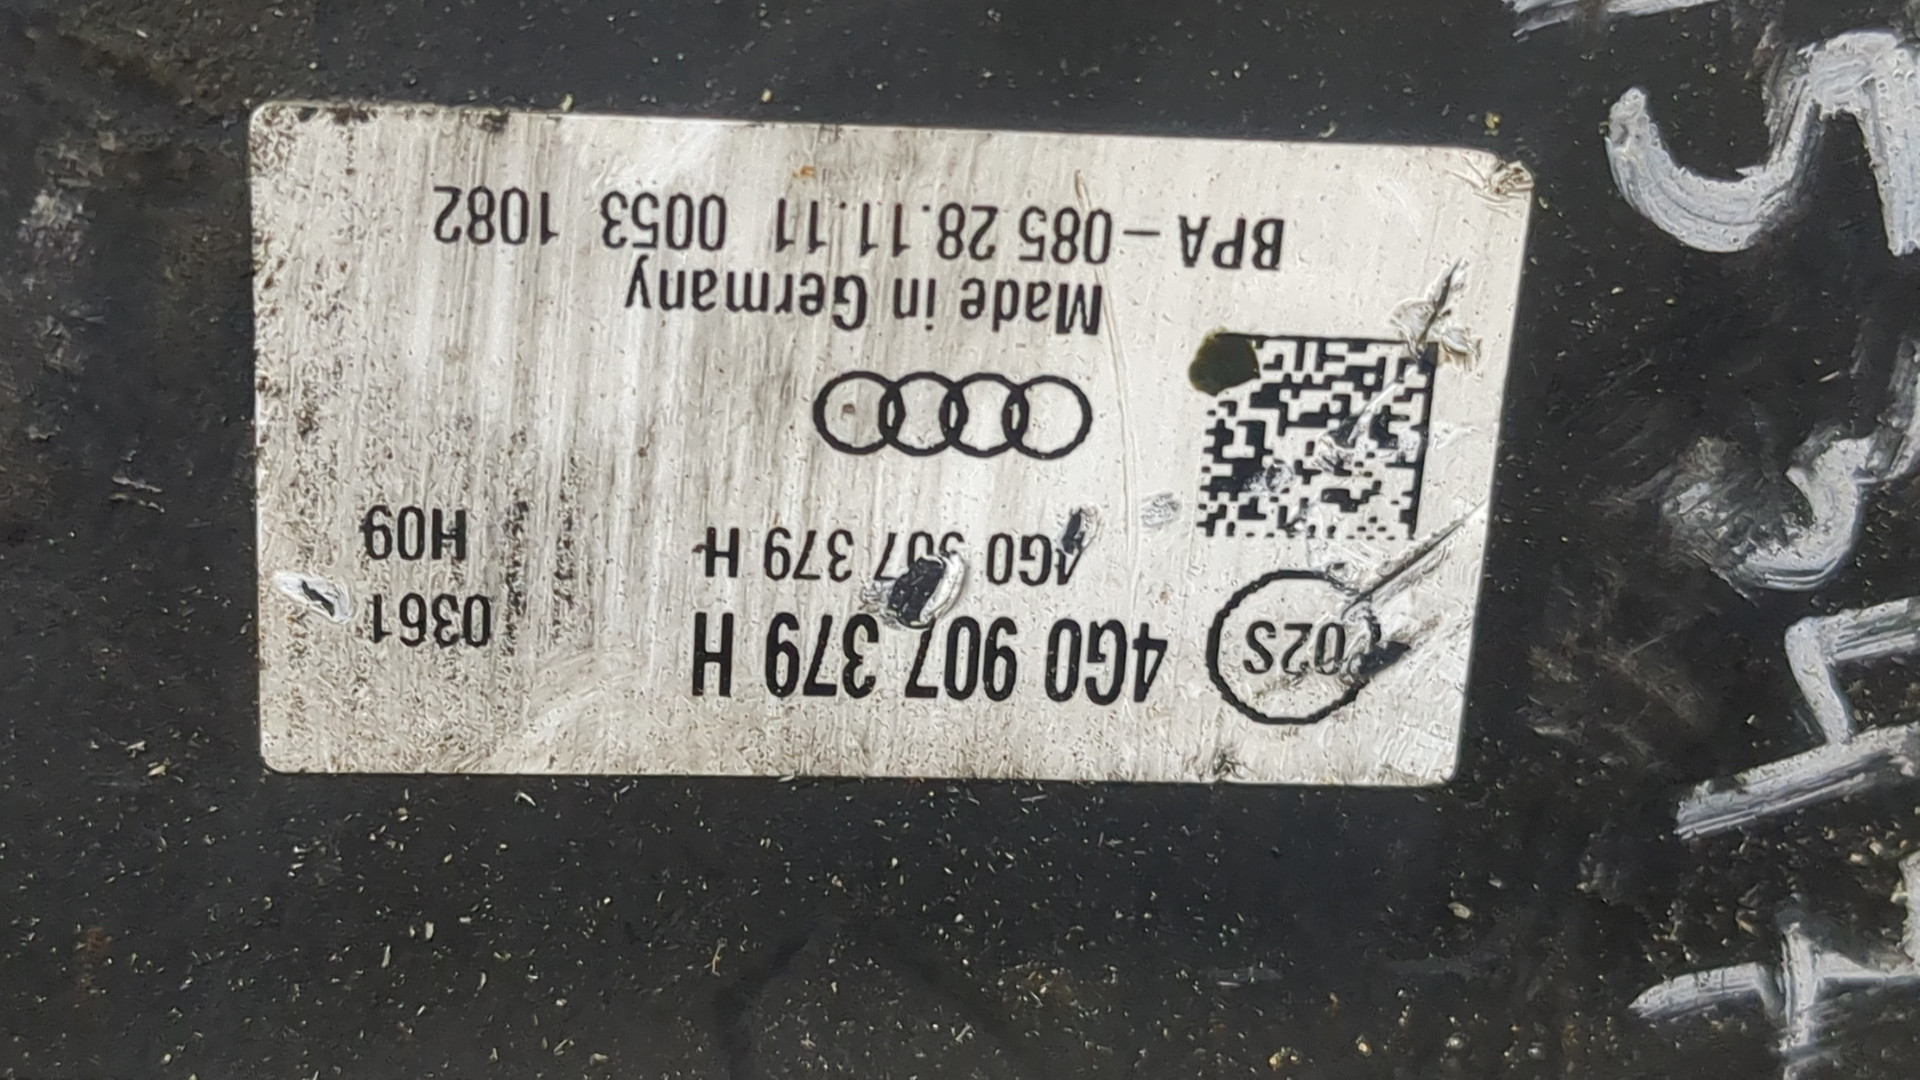 02S 4G0 907 379 H 0361
4G0 907 379 H H09
Made in Germany
BPA - 085 28.11.11 0053 1082